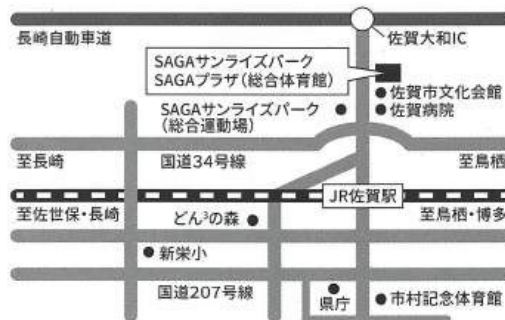 長崎自動車道
佐賀大和IC
SAGAサンライズパーク
SAGAプラザ(総合体育館)
佐賀市文化会館
SAGAサンライズパーク
(総合運動場)
佐賀病院
至長崎
国道34号線
至鳥栖
JR佐賀駅
至佐世保・長崎
どん³の森
至鳥栖・博多
新栄小
国道207号線
県庁
市村記念体育館